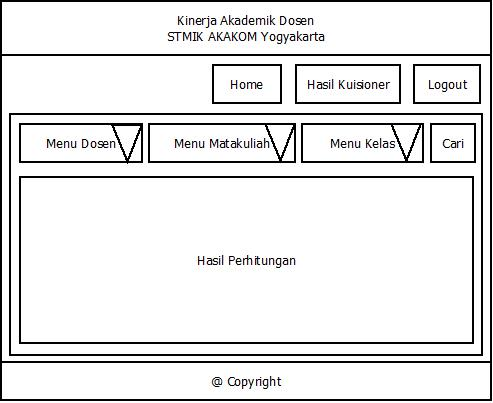 Kinerja Akademik Dosen
STMIK AKAKOM Yogyakarta
Home Hasil Kuisioner Logout
Menu Dosen Menu Matakuliah Menu Kelas Cari
Hasil Perhitungan
@ Copyright